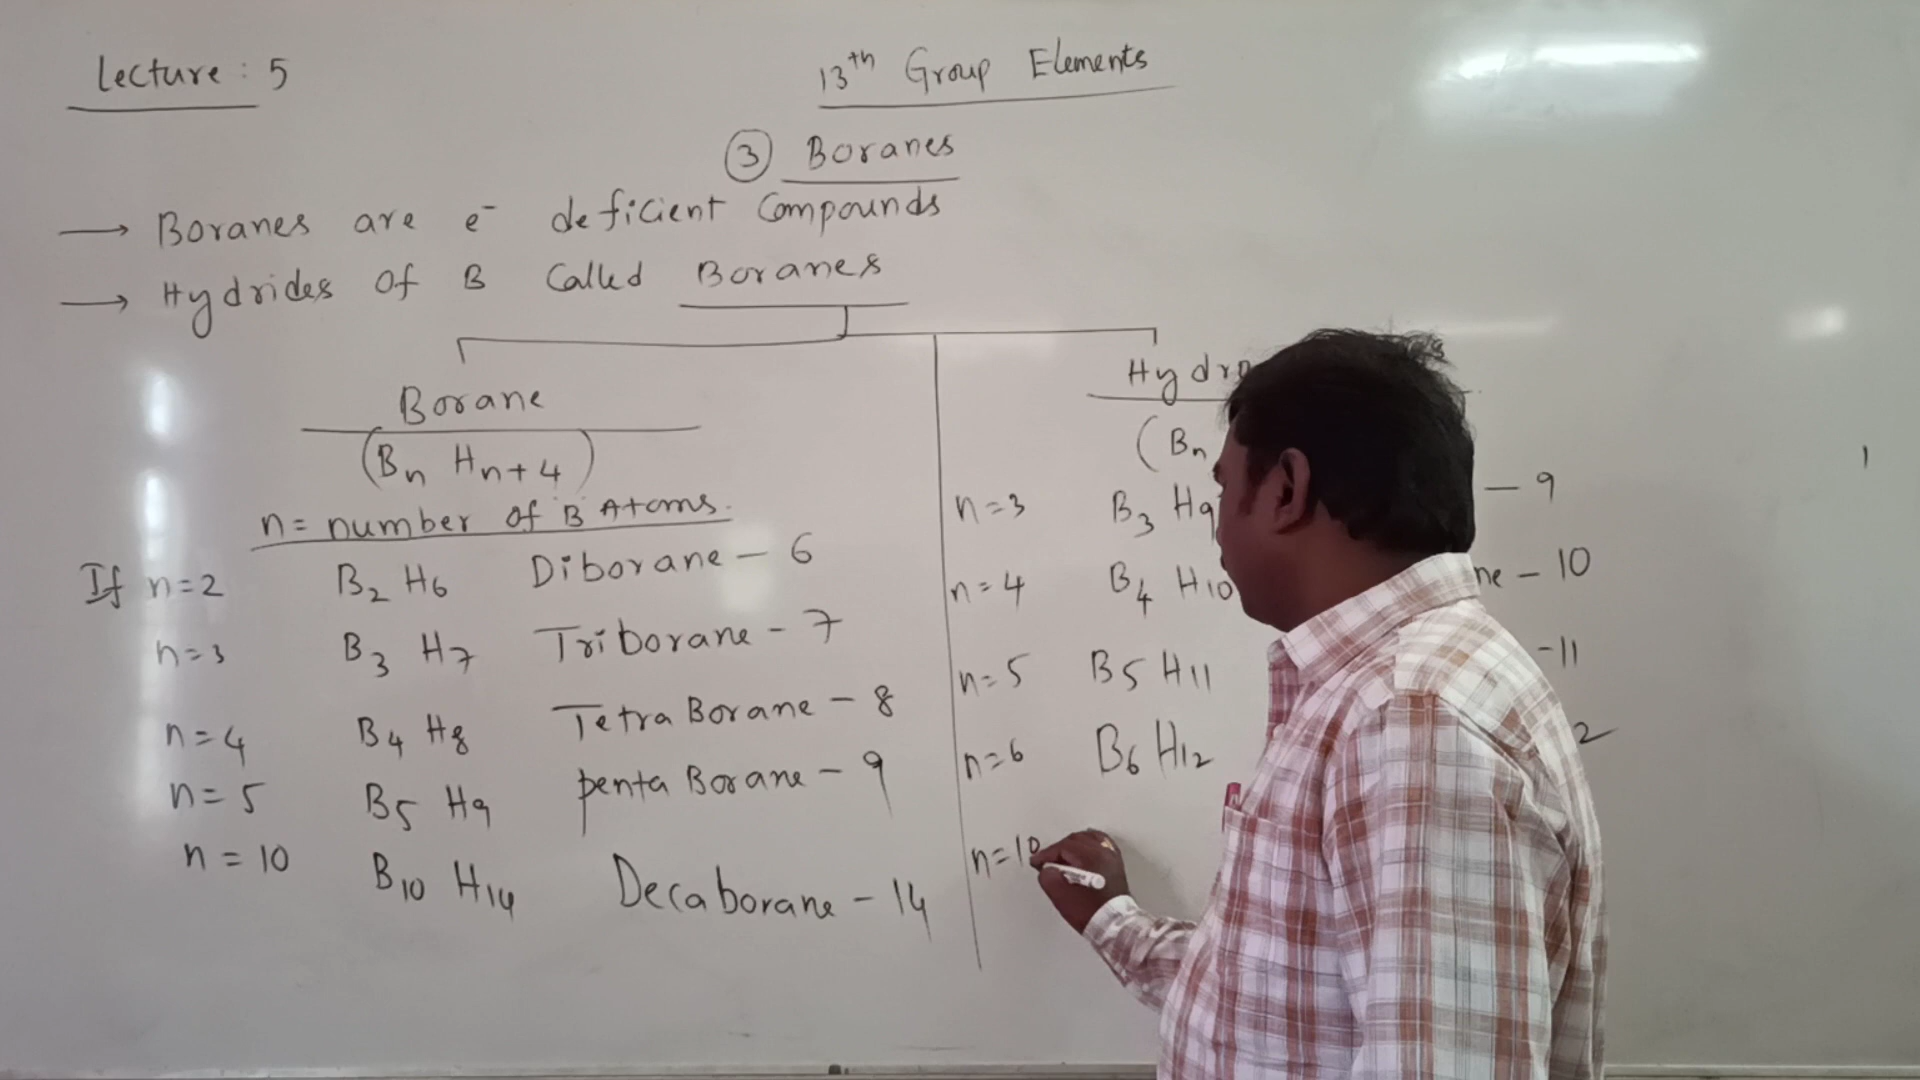 Lecture : 5
13th Group Elements
③ Boranes
→ Boranes are e⁻ deficient Compounds
→ Hydrides Of B Called Boranes
Borane
(Bn Hn+4)
n = number of B Atoms.
If n=2 B2 H6 Diborane – 6
n=3 B3 H7 Triborane – 7
n=4 B4 H8 Tetra Borane – 8
n=5 B5 H9 penta Borane – 9
n=10 B10 H14 Decaborane – 14
(Bn
n=3 B3 H9 – 9
n=4 B4 H10 – 10
n=5 B5 H11 – 11
n=6 B6 H12 2
n=10